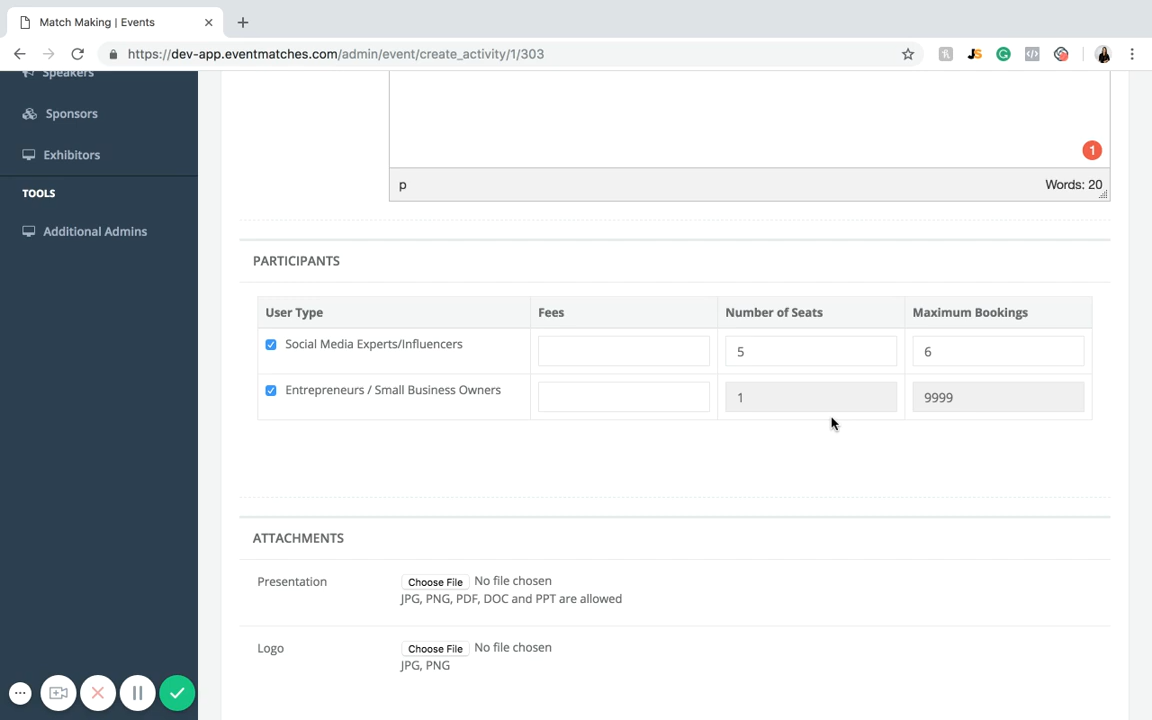 Match Making | Events
https://dev-app.eventmatches.com/admin/event/create_activity/1/303
JS
Speakers
Sponsors
Exhibitors
TOOLS
Additional Admins
1
p
Words: 20
PARTICIPANTS
User Type Fees Number of Seats Maximum Bookings
Social Media Experts/Influencers 5 6
Entrepreneurs / Small Business Owners 1 9999
ATTACHMENTS
Presentation Choose File No file chosen
JPG, PNG, PDF, DOC and PPT are allowed
Logo Choose File No file chosen
JPG, PNG